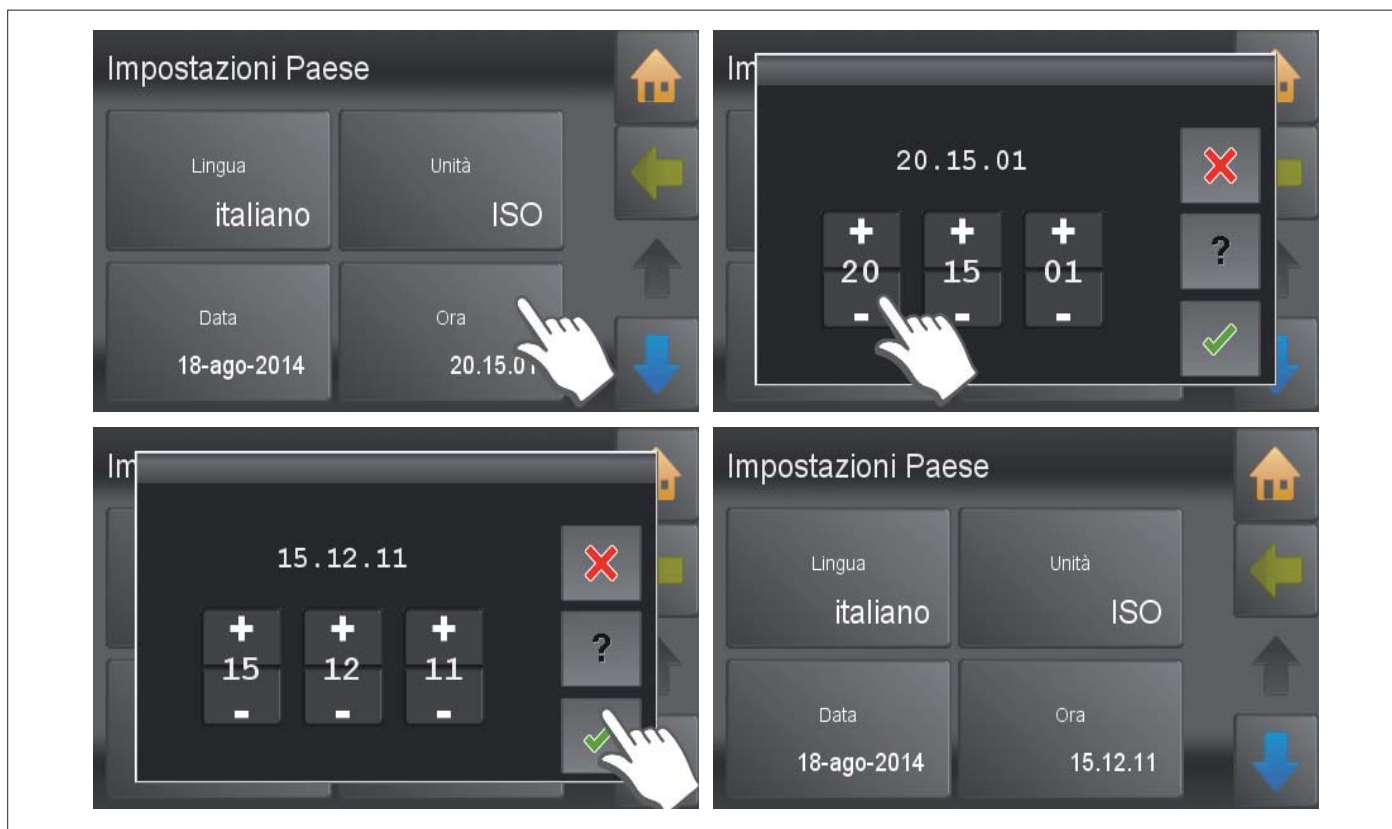 Impostazioni Paese
Lingua
italiano
Unità
ISO
Data
18-ago-2014
Ora
20.15.01
Im
20.15.01
+ + +
20 15 01
- - -
?
Im
15.12.11
+ + +
15 12 11
- - -
?
Impostazioni Paese
Lingua
italiano
Unità
ISO
Data
18-ago-2014
Ora
15.12.11